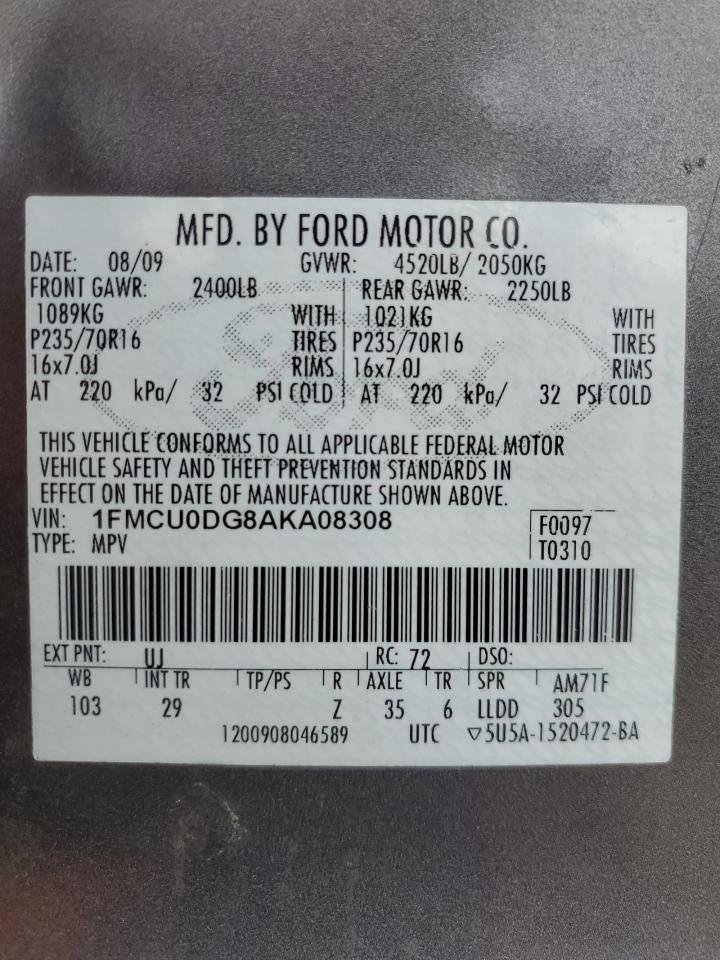 MFD. BY FORD MOTOR CO.
DATE: 08/09 GVWR: 4520LB/ 2050KG
FRONT GAWR: 2400LB REAR GAWR: 2250LB
1089KG WITH 1021KG WITH
P235/70R16 TIRES P235/70R16 TIRES
16x7.0J RIMS 16x7.0J RIMS
AT 220 kPa/ 32 PSI COLD AT 220 kPa/ 32 PSI COLD
Ford
THIS VEHICLE CONFORMS TO ALL APPLICABLE FEDERAL MOTOR
VEHICLE SAFETY AND THEFT PREVENTION STANDARDS IN
EFFECT ON THE DATE OF MANUFACTURE SHOWN ABOVE.
VIN: 1FMCU0DG8AKA08308 F0097
TYPE: MPV T0310
EXT PNT: UJ RC: 72 DSO:
WB INT TR TP/PS R AXLE TR SPR AM71F
103 29 Z 35 6 LLDD 305
1200908046589 UTC ▽5U5A-1520472-BA